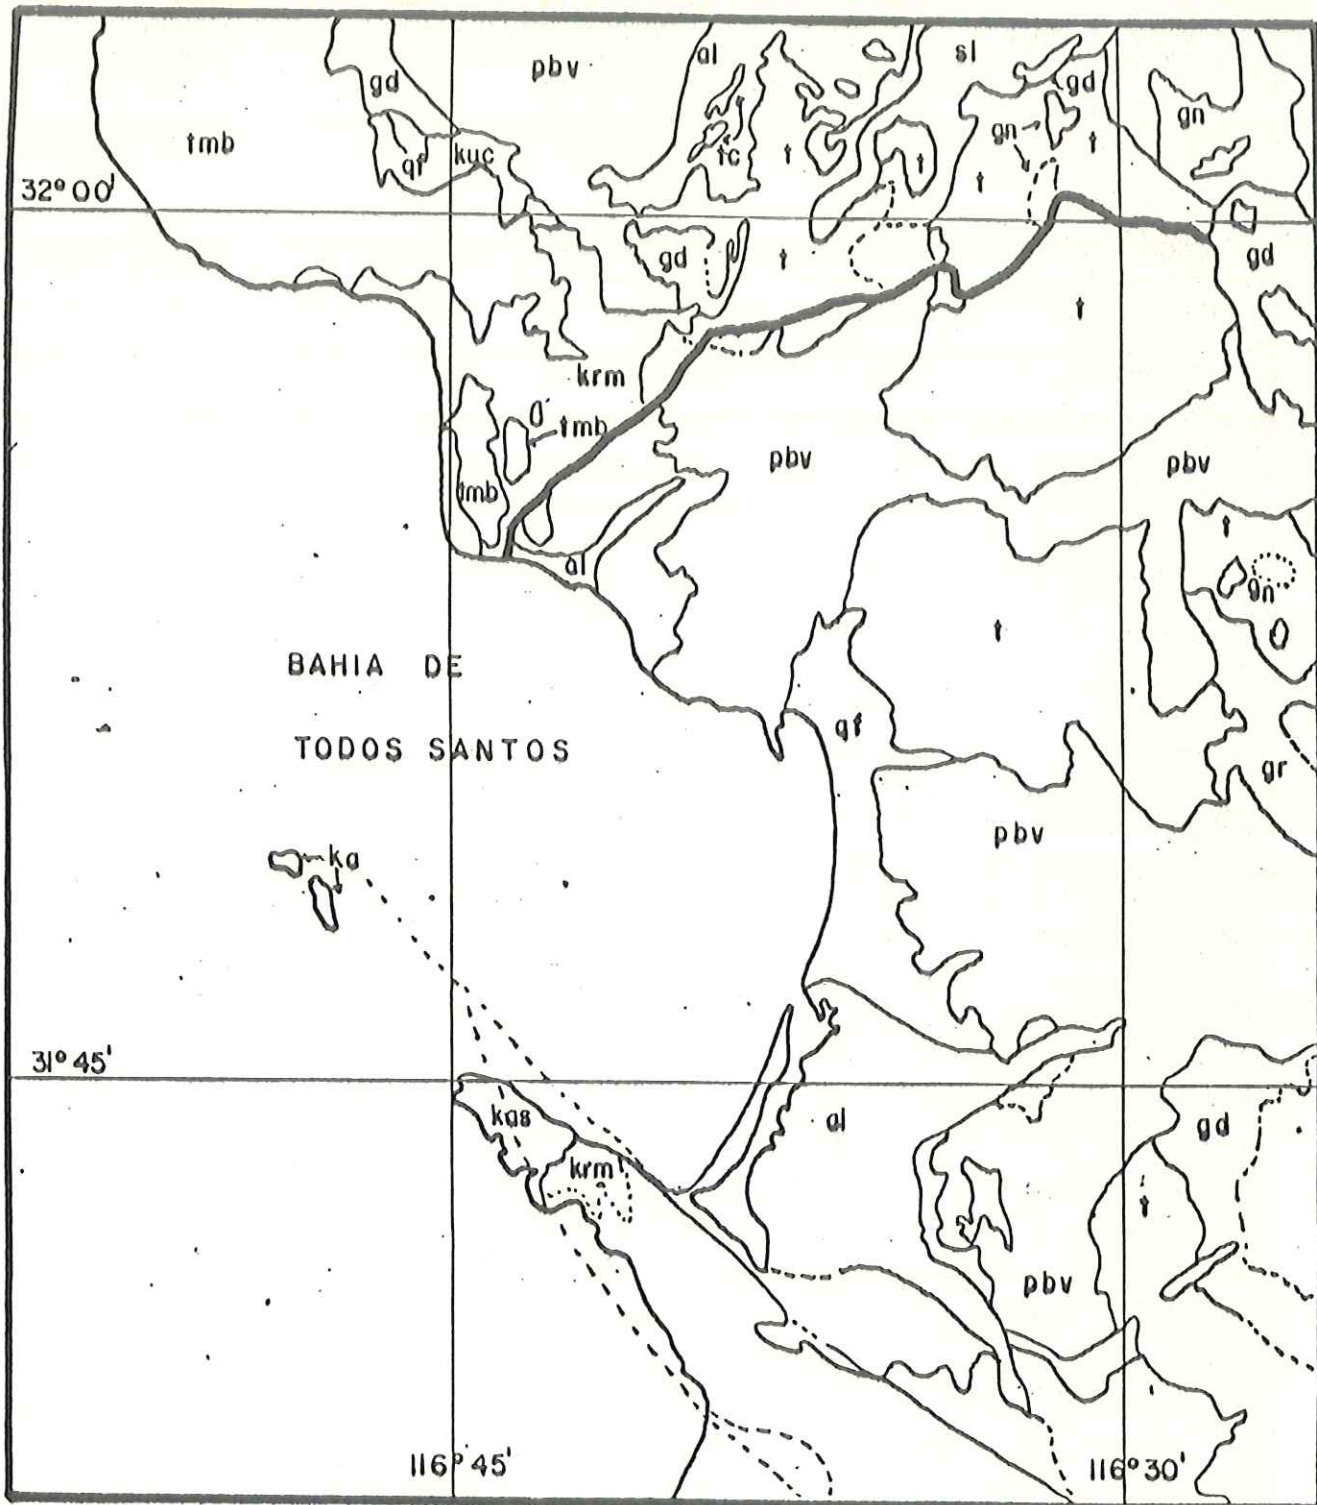 pbv
al
sl
gd
gd
gn
tmb
gn
qf
kuc
tc
t
t
t
t
32°00'
gd
t
gd
t
krm
tmb
pbv
pbv
tmb
t
al
gn
t
BAHIA DE
TODOS SANTOS
qf
gr
pbv
ka
31°45'
kas
al
gd
krm
t
pbv
116°45'
116°30'